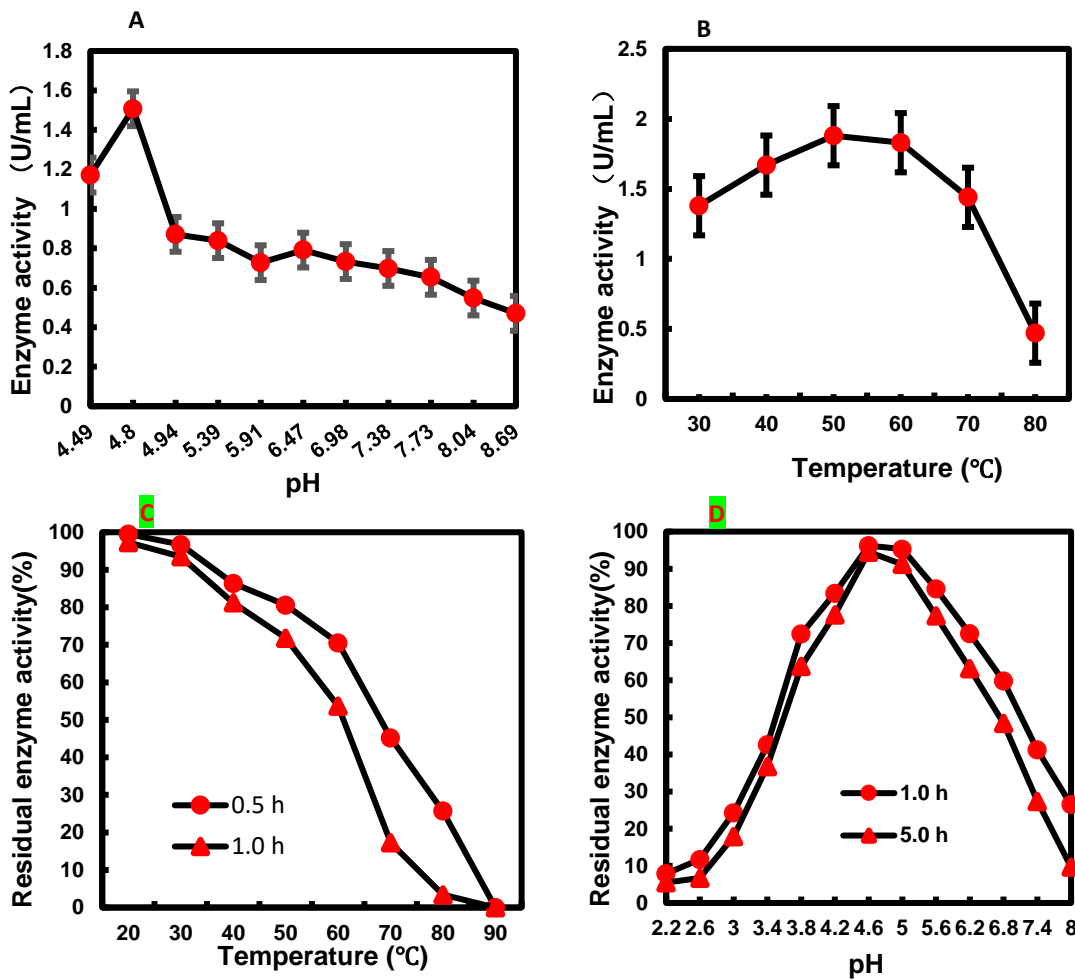 A
Enzyme activity （U/mL）
1.8
1.6
1.4
1.2
1
0.8
0.6
0.4
0.2
0
4.49 4.8 4.94 5.39 5.91 6.47 6.98 7.38 7.73 8.04 8.69
pH
B
Enzyme activity （U/mL）
2.5
2
1.5
1
0.5
0
30 40 50 60 70 80
Temperature (℃)
C
Residual enzyme activity(%)
100
90
80
70
60
50
40
30
20
10
0
0.5 h
1.0 h
20 30 40 50 60 70 80 90
Temperature (℃)
D
Residual enzyme activity(%)
100
90
80
70
60
50
40
30
20
10
0
1.0 h
5.0 h
2.2 2.6 3 3.4 3.8 4.2 4.6 5 5.6 6.2 6.8 7.4 8
pH